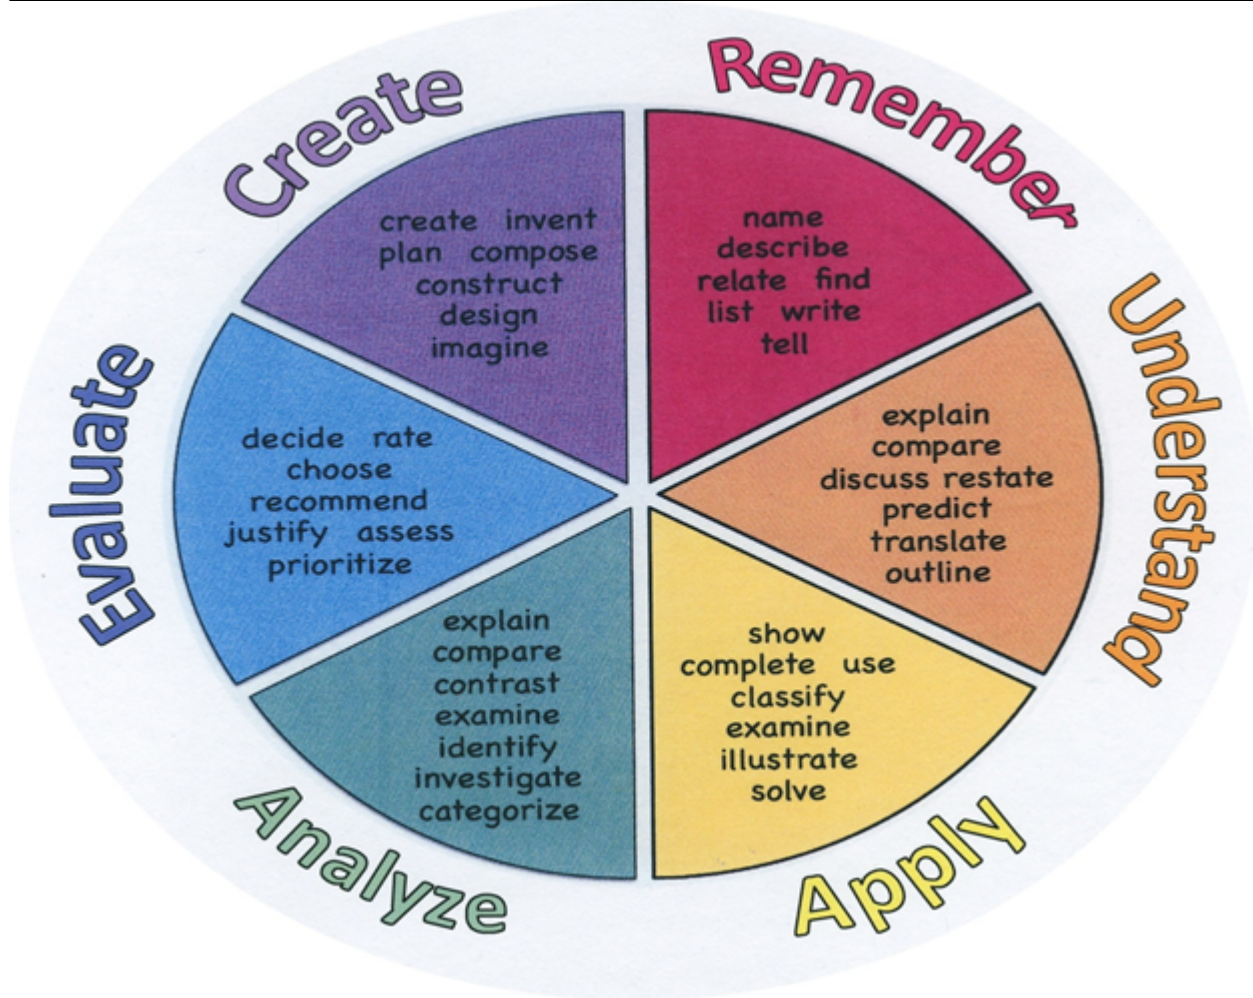 Remember
name
describe
relate find
list write
tell
Understand
explain
compare
discuss restate
predict
translate
outline
Apply
show
complete use
classify
examine
illustrate
solve
Analyze
explain
compare
contrast
examine
identify
investigate
categorize
Evaluate
decide rate
choose
recommend
justify assess
prioritize
Create
create invent
plan compose
construct
design
imagine